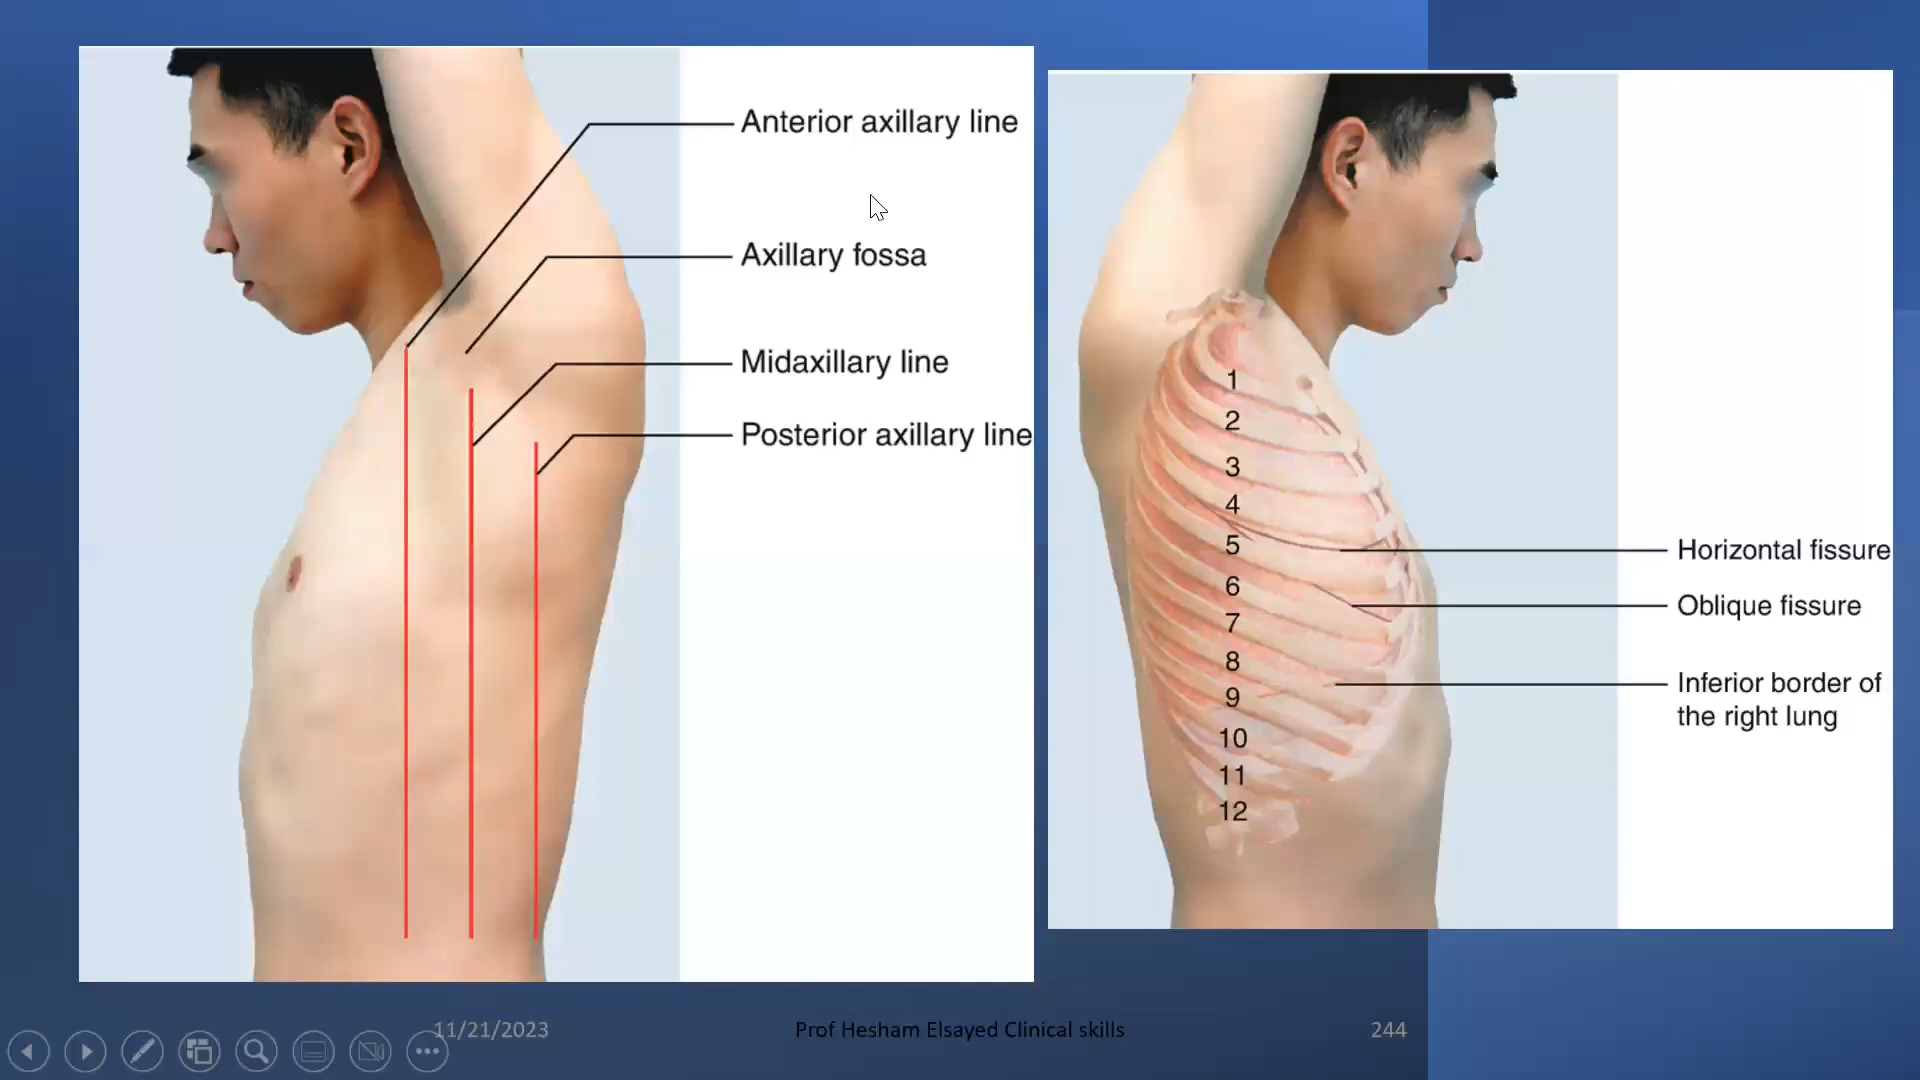 Anterior axillary line
Axillary fossa
Midaxillary line
Posterior axillary line
1
2
3
4
5
6
7
8
9
10
11
12
Horizontal fissure
Oblique fissure
Inferior border of
the right lung
11/21/2023
Prof Hesham Elsayed Clinical skills
244